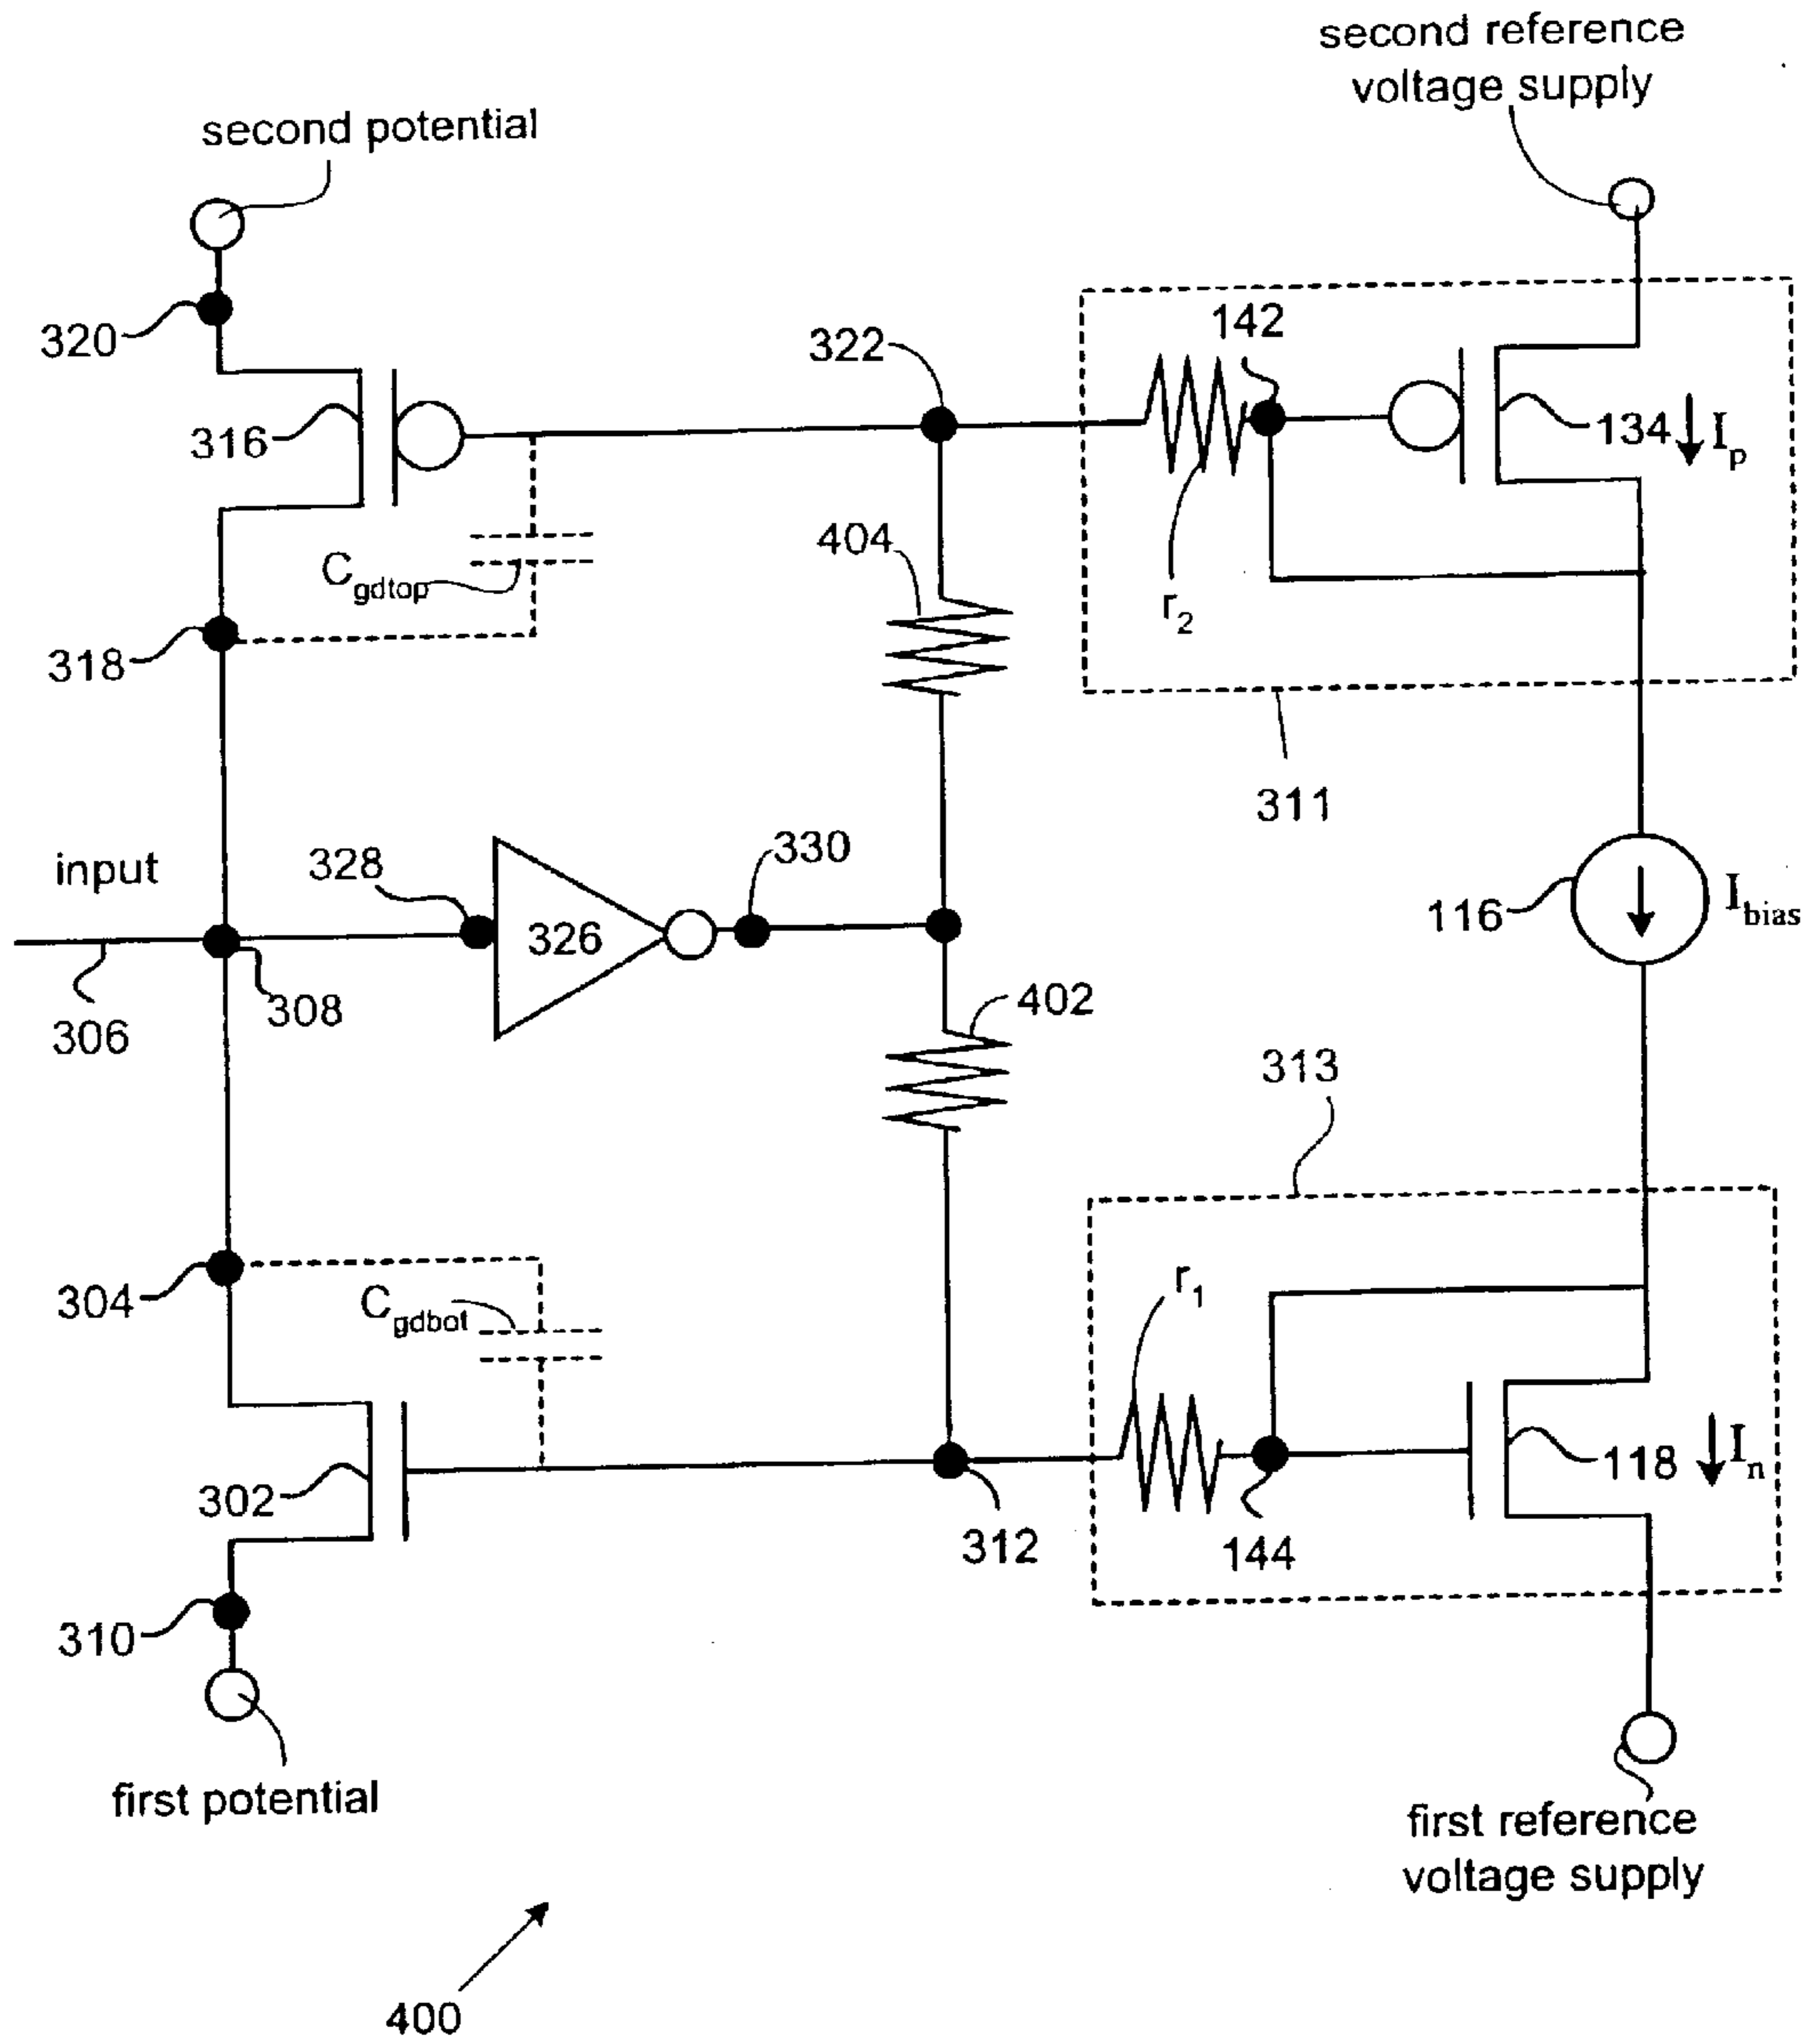 second reference
voltage supply
second potential
320
142
322
316
134
I_p
404
C_gdtop
r_2
318
311
330
328
input
326
116
I_bias
308
402
306
313
304
r_1
C_gdbot
302
118
I_n
312
144
310
first potential
first reference
voltage supply
400